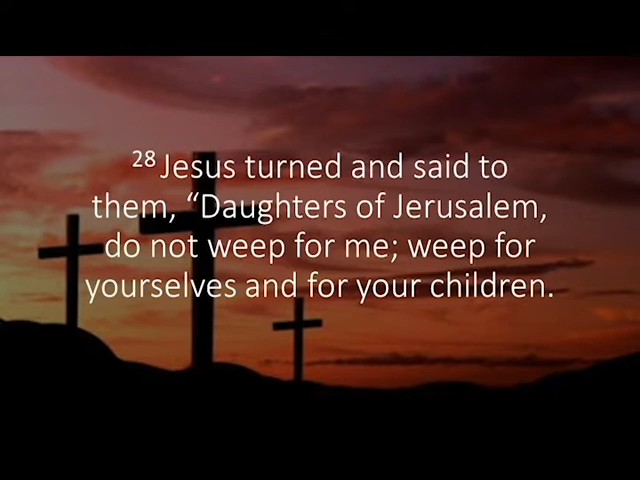 28 Jesus turned and said to
them, “Daughters of Jerusalem,
do not weep for me; weep for
yourselves and for your children.